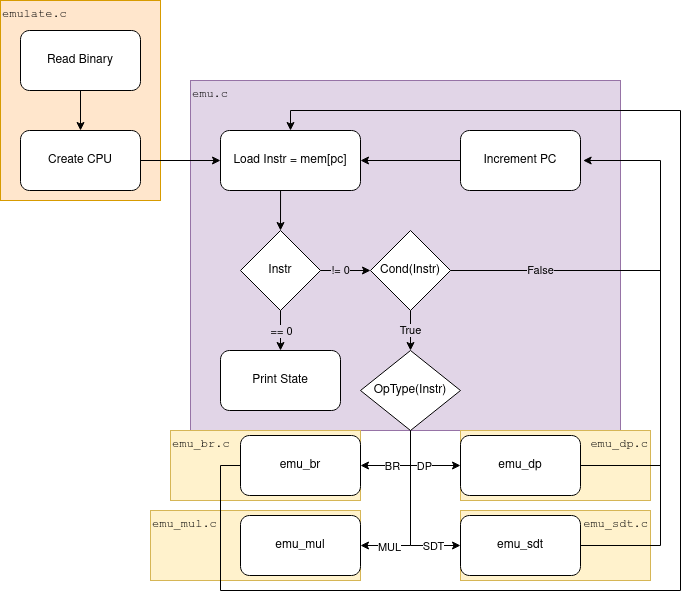 emulate.c
Read Binary
Create CPU
emu.c
Load Instr = mem[pc]
Increment PC
Instr
!= 0
Cond(Instr)
False
== 0
True
Print State
OpType(Instr)
emu_br.c
emu_br
BR
DP
emu_dp
emu_dp.c
emu_mul.c
emu_mul
MUL
SDT
emu_sdt
emu_sdt.c